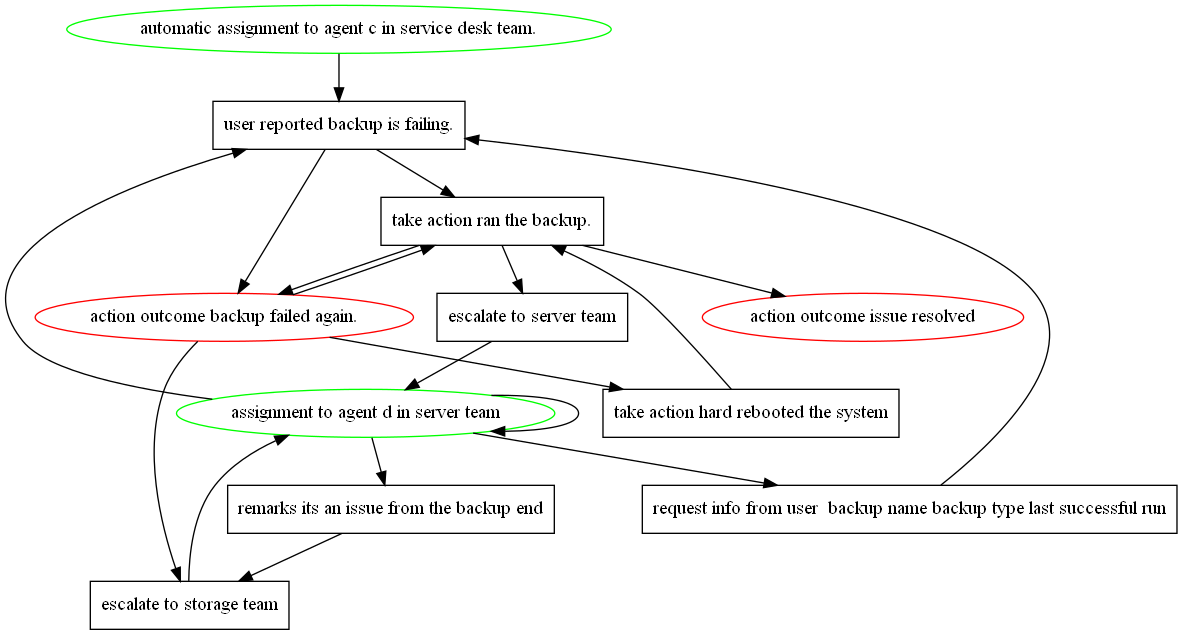 automatic assignment to agent c in service desk team.
user reported backup is failing.
take action ran the backup.
action outcome backup failed again.
escalate to server team
action outcome issue resolved
assignment to agent d in server team
take action hard rebooted the system
remarks its an issue from the backup end
request info from user  backup name backup type last successful run
escalate to storage team